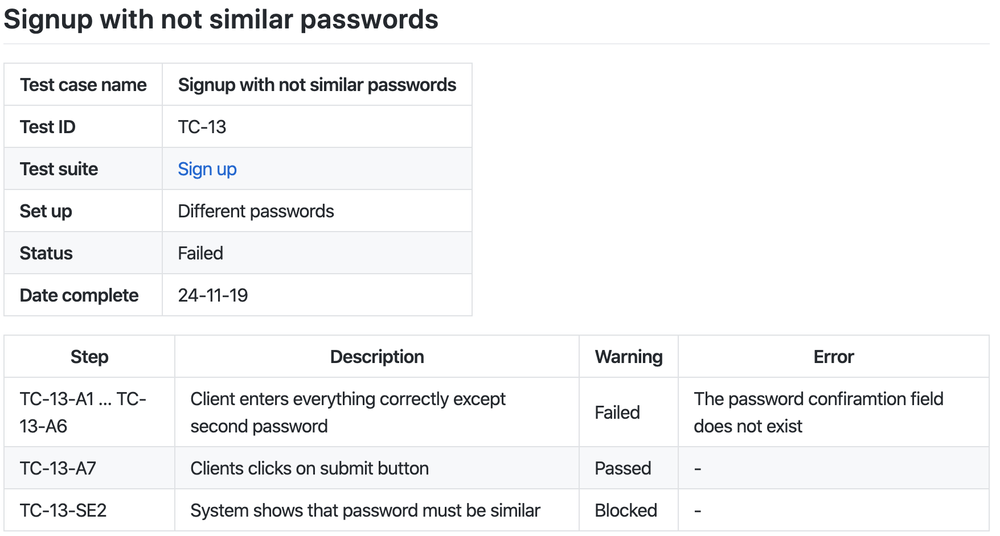 Signup with not similar passwords
Test case name Signup with not similar passwords
Test ID TC-13
Test suite Sign up
Set up Different passwords
Status Failed
Date complete 24-11-19
Step Description Warning Error
TC-13-A1 ... TC-
13-A6
Client enters everything correctly except
second password
Failed
The password confiramtion field
does not exist
TC-13-A7 Clients clicks on submit button Passed -
TC-13-SE2 System shows that password must be similar Blocked -